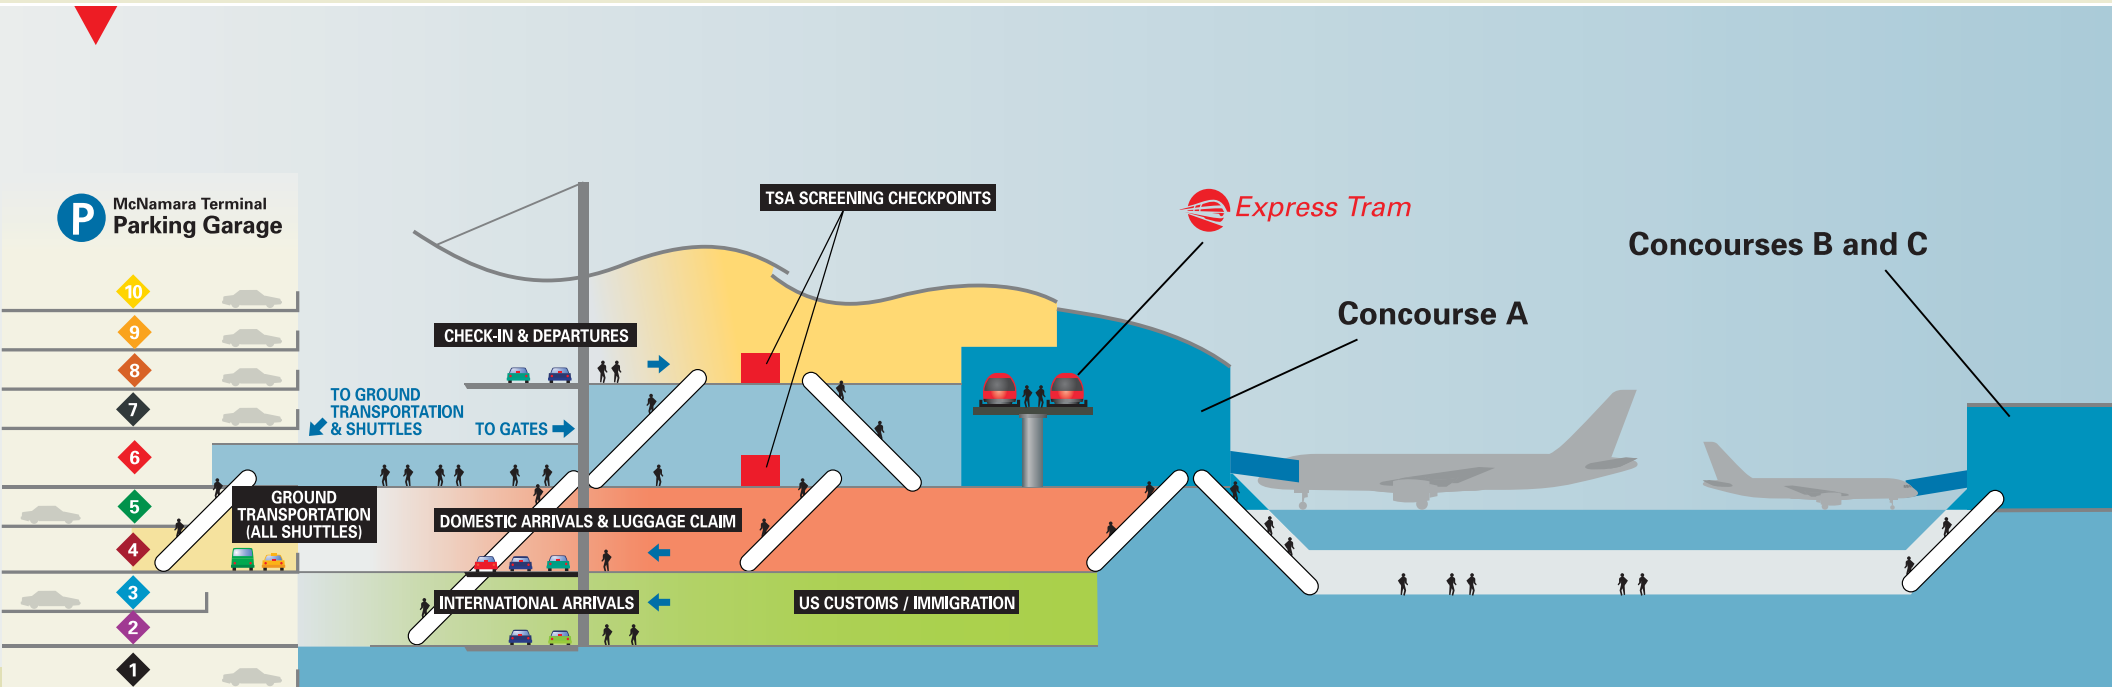 P
McNamara Terminal
Parking Garage
10
9
8
7
6
5
4
3
2
1
TO GROUND
TRANSPORTATION
& SHUTTLES
TO GATES
GROUND
TRANSPORTATION
(ALL SHUTTLES)
CHECK-IN & DEPARTURES
DOMESTIC ARRIVALS & LUGGAGE CLAIM
INTERNATIONAL ARRIVALS
US CUSTOMS / IMMIGRATION
TSA SCREENING CHECKPOINTS
Express Tram
Concourse A
Concourses B and C